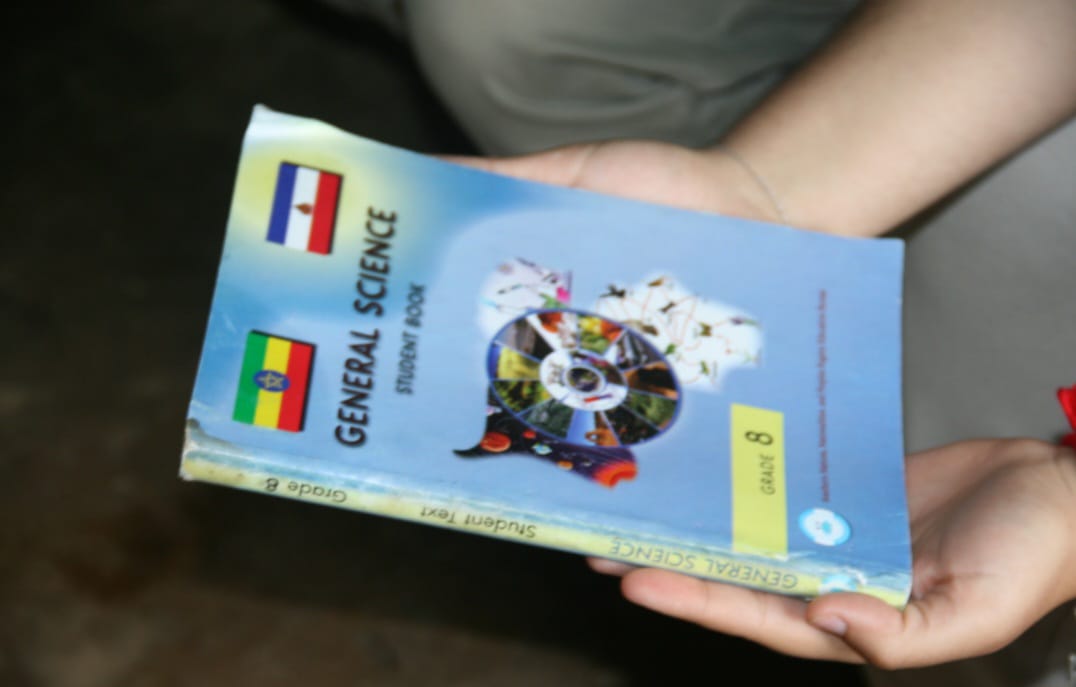 GENERAL SCIENCE
STUDENT BOOK
GRADE 8
GENERAL SCIENCE
Student Text
Grade 8